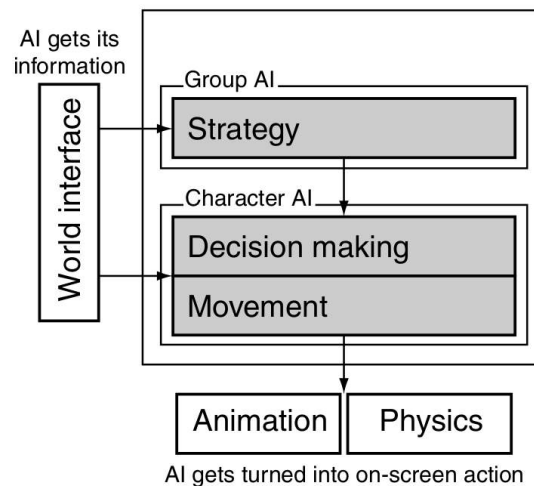 AI gets its
information
Group AI
Strategy
World interface
Character AI
Decision making
Movement
Animation
Physics
AI gets turned into on-screen action